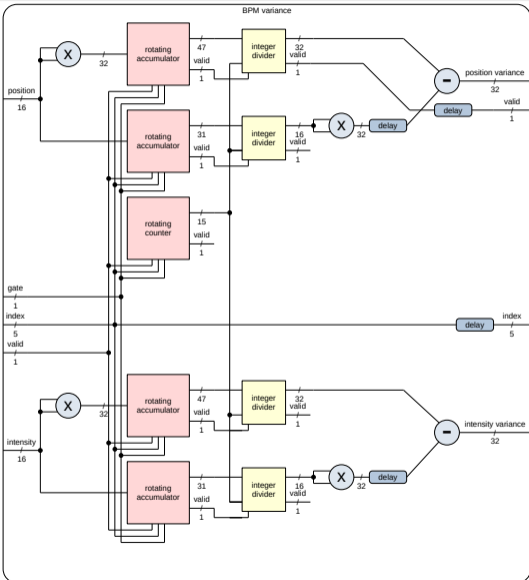 BPM variance
rotating
accumulator
47
valid
1
integer
divider
32
valid
1
X
32
position
16
-
position variance
32
delay
valid
1
rotating
accumulator
31
valid
1
integer
divider
16
valid
1
X
32
delay
rotating
counter
15
valid
1
gate
1
index
5
valid
1
delay
index
5
rotating
accumulator
47
valid
1
integer
divider
32
valid
1
X
32
intensity
16
-
intensity variance
32
rotating
accumulator
31
valid
1
integer
divider
16
valid
1
X
32
delay